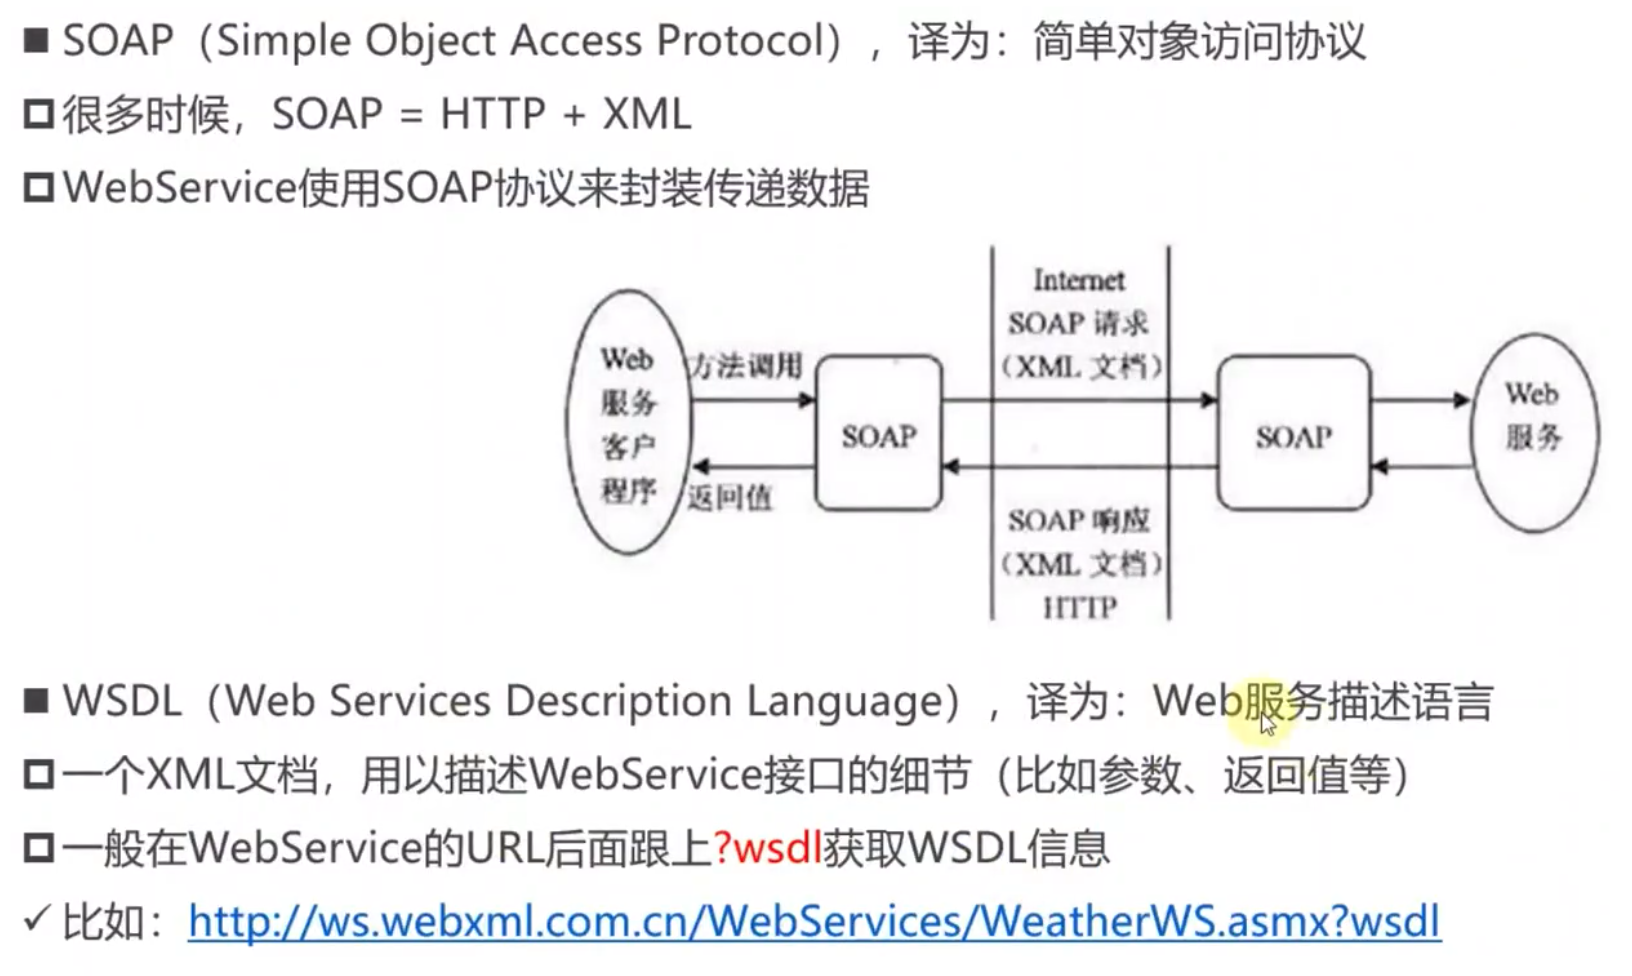 SOAP（Simple Object Access Protocol），译为：简单对象访问协议
很多时候，SOAP = HTTP + XML
WebService使用SOAP协议来封装传递数据
Internet
SOAP 请求
（XML 文档）
Web
服务
客户
程序
方法调用
返回值
SOAP
SOAP
Web
服务
SOAP 响应
（XML 文档）
HTTP
WSDL（Web Services Description Language），译为：Web服务描述语言
一个XML文档，用以描述WebService接口的细节（比如参数、返回值等）
一般在WebService的URL后面跟上?wsdl获取WSDL信息
✓ 比如：http://ws.webxml.com.cn/WebServices/WeatherWS.asmx?wsdl